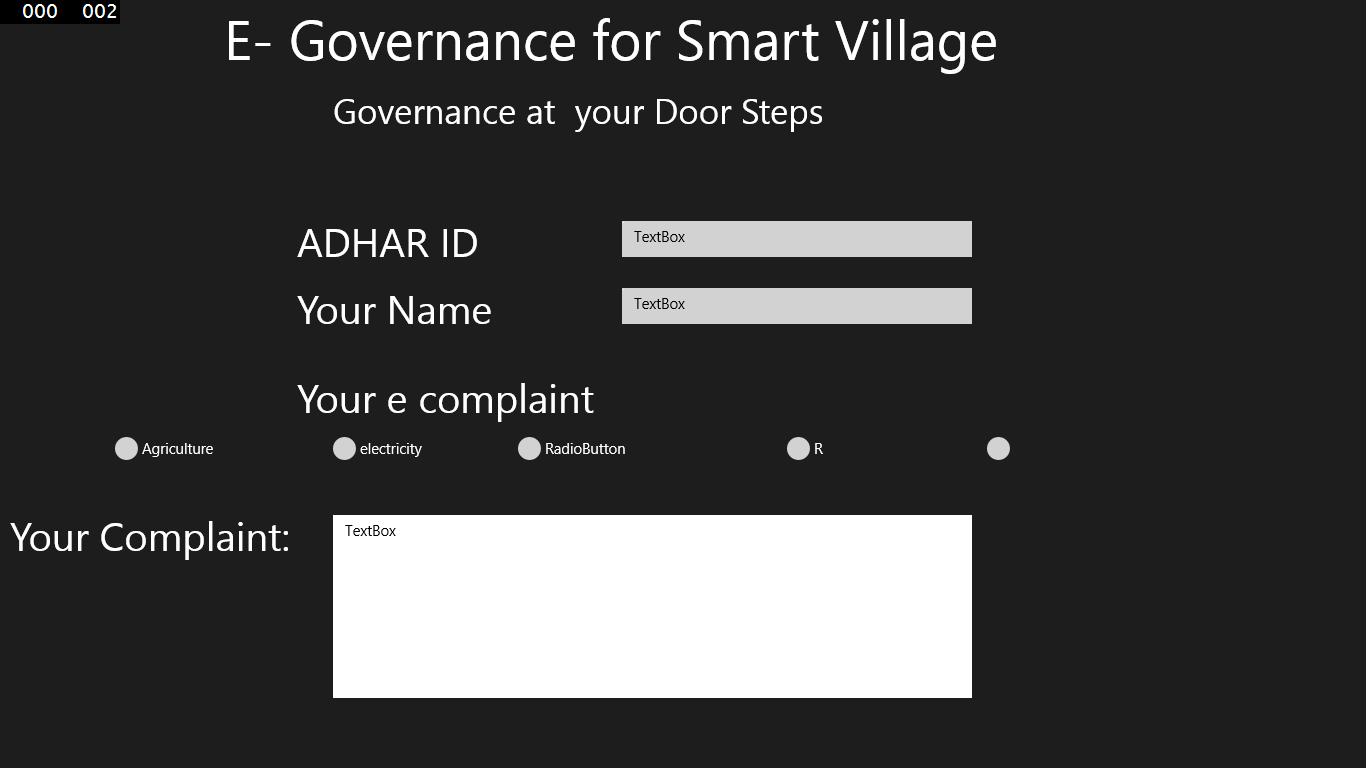 000 002
E- Governance for Smart Village
Governance at your Door Steps
ADHAR ID TextBox
Your Name TextBox
Your e complaint
Agriculture electricity RadioButton R
Your Complaint: TextBox